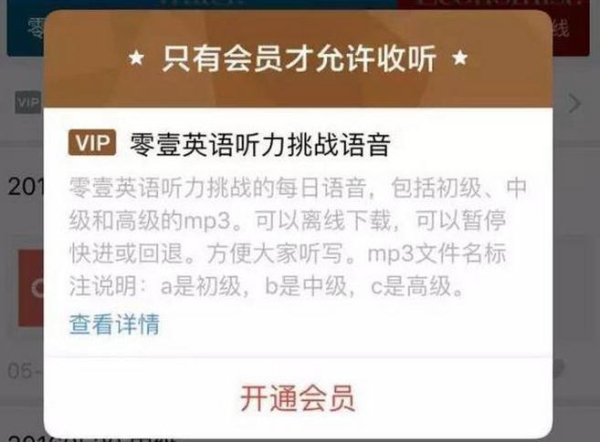 零
线
★ 只有会员才允许收听 ★
VIP
VIP 零壹英语听力挑战语音
201
零壹英语听力挑战的每日语音，包括初级、中
级和高级的mp3。可以离线下载，可以暂停
快进或回退。方便大家听写。mp3文件名标
注说明：a是初级，b是中级，c是高级。
查看详情
05-
开通会员